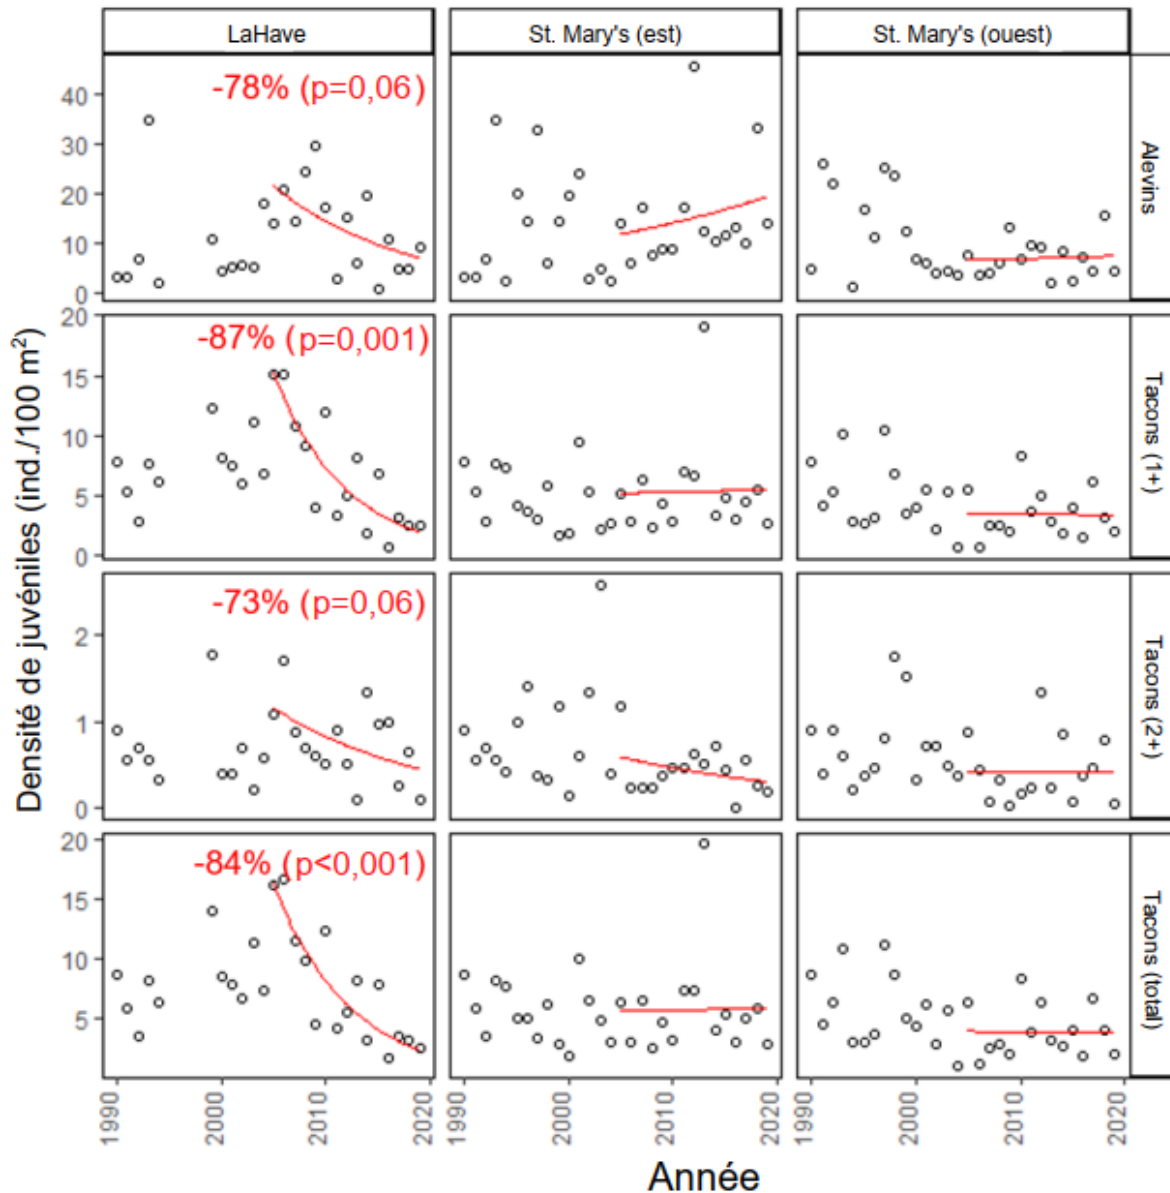 LaHave St. Mary's (est) St. Mary's (ouest)
-78% (p=0,06)
40
30
20
10
0
Alevins
-87% (p=0,001)
20
15
10
5
0
Tacons (1+)
-73% (p=0,06)
2
1
0
Tacons (2+)
-84% (p<0,001)
20
15
10
5
Tacons (total)
Densité de juvéniles (ind./100 m²)
1990 2000 2010 2020 1990 2000 2010 2020 1990 2000 2010 2020
Année